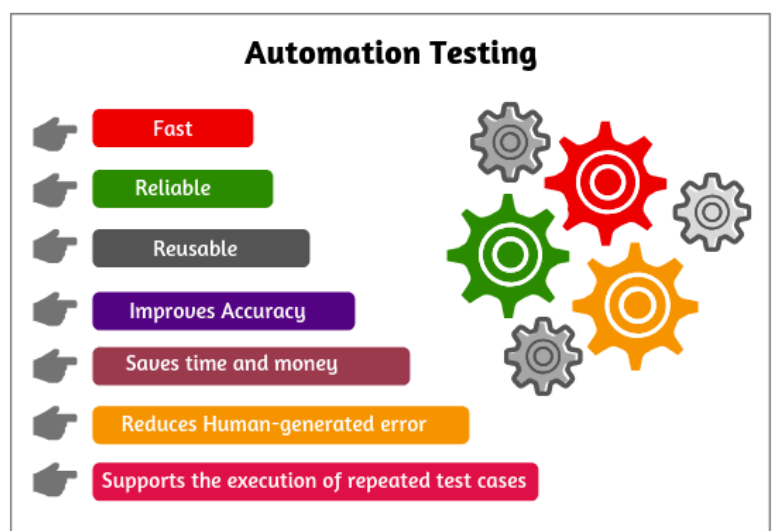 Automation Testing
Fast
Reliable
Reusable
Improves Accuracy
Saves time and money
Reduces Human-generated error
Supports the execution of repeated test cases